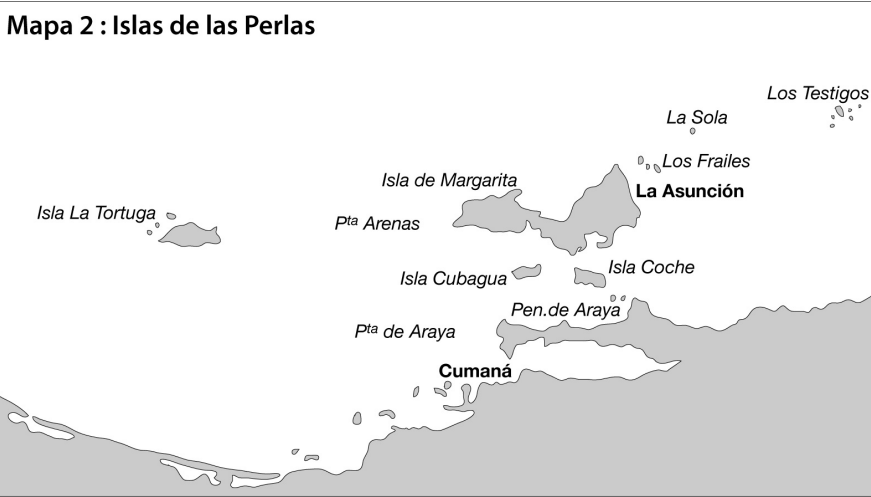 Mapa 2 : Islas de las Perlas
Los Testigos
La Sola
Los Frailes
Isla de Margarita
La Asunción
Isla La Tortuga
Pta Arenas
Isla Coche
Isla Cubagua
Pen.de Araya
Pta de Araya
Cumaná